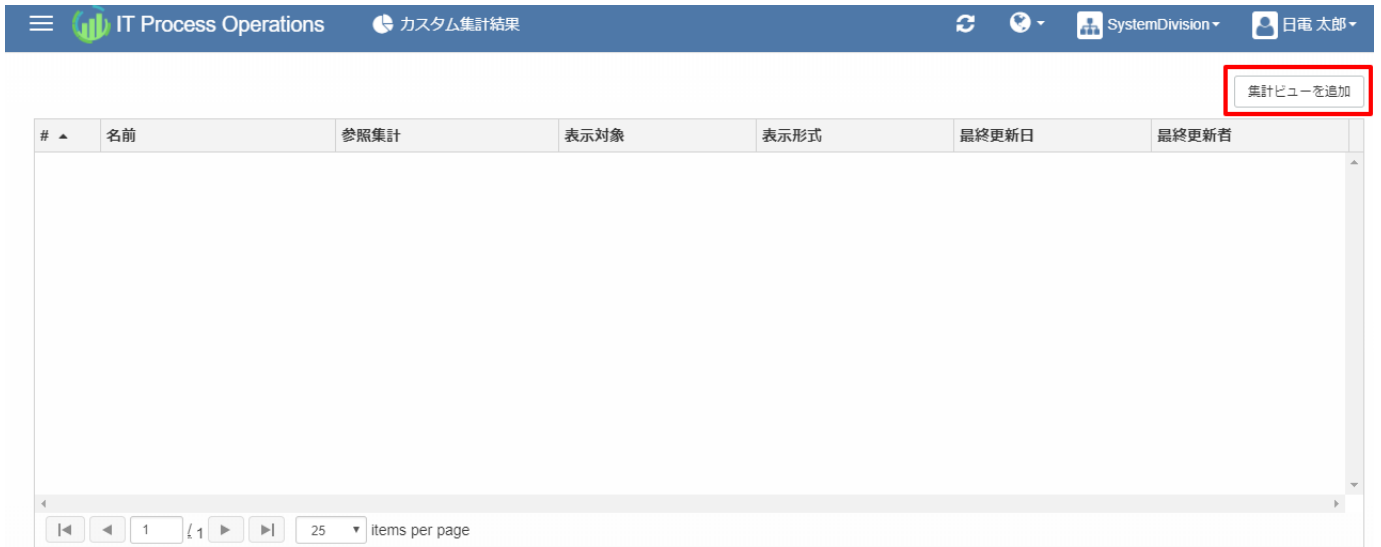 IT Process Operations カスタム集計結果 SystemDivision 日電 太郎
集計ビューを追加
# 名前 参照集計 表示対象 表示形式 最終更新日 最終更新者
1 / 1 25 items per page